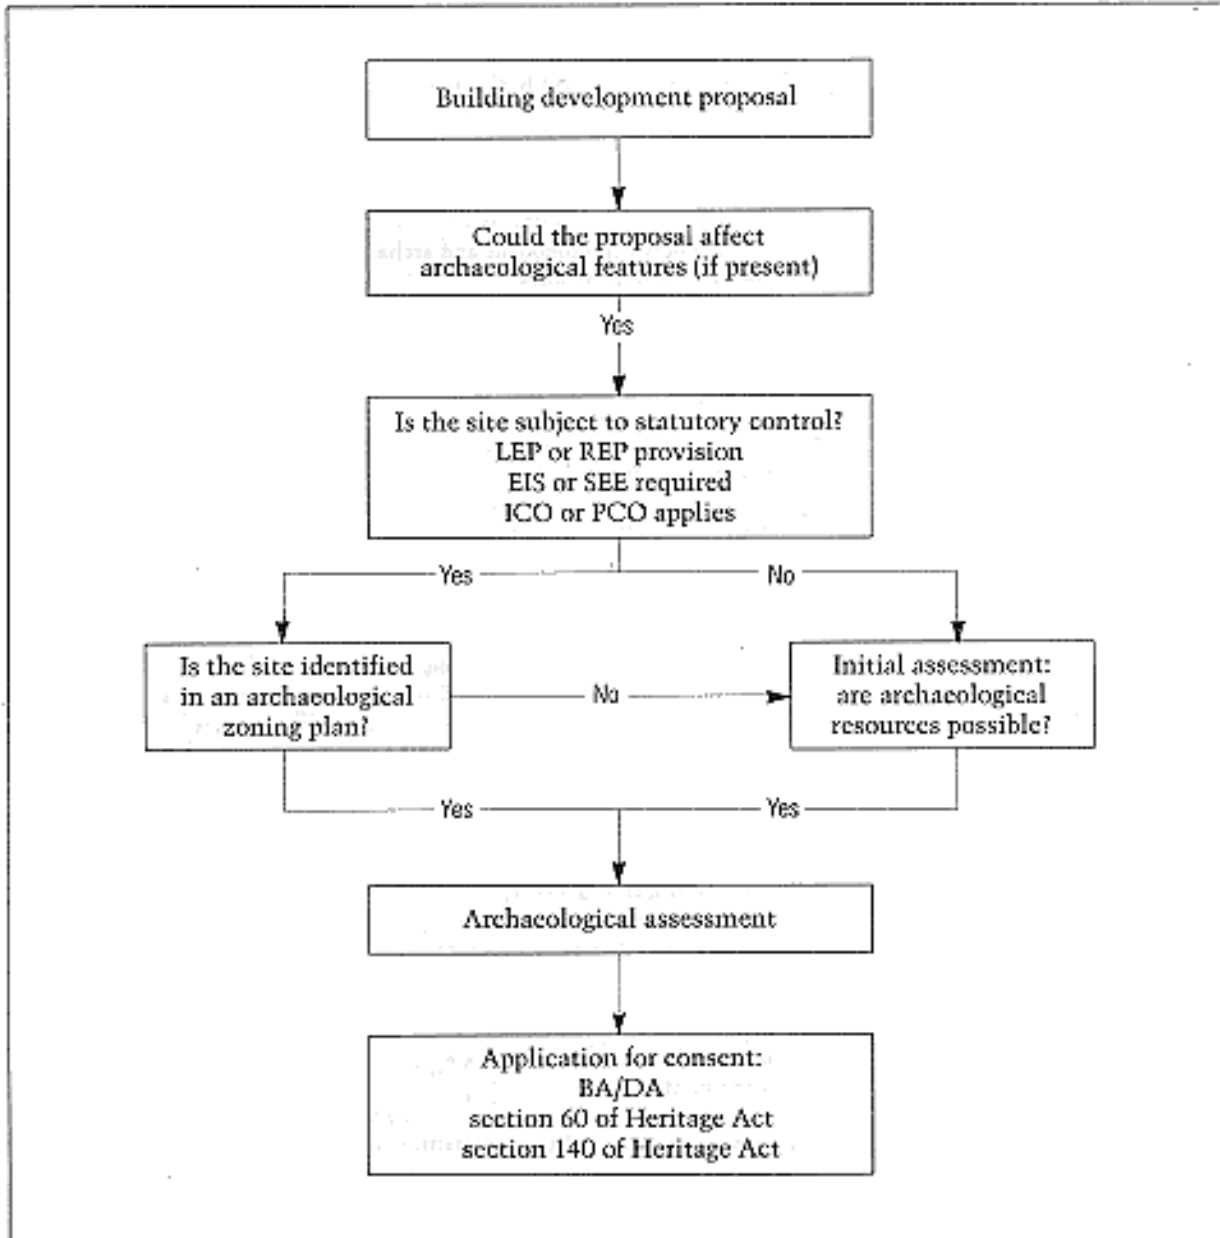 Building development proposal
Could the proposal affect
archaeological features (if present)
Yes
Is the site subject to statutory control?
LEP or REP provision
EIS or SEE required
ICO or PCO applies
Yes
No
Is the site identified
in an archaeological
zoning plan?
No
Initial assessment:
are archaeological
resources possible?
Yes
Yes
Archaeological assessment
Application for consent:
BA/DA
section 60 of Heritage Act
section 140 of Heritage Act